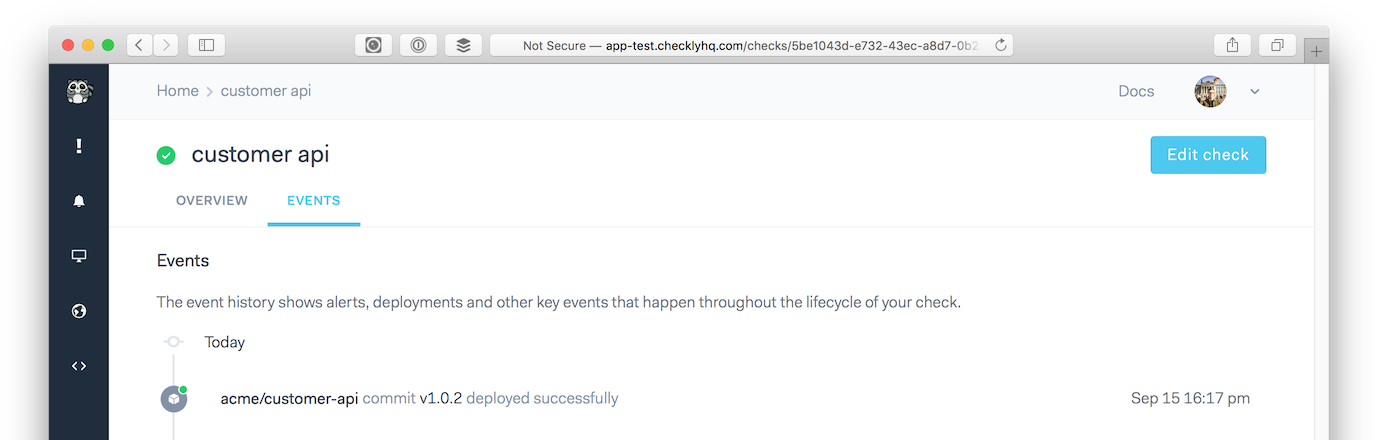 Not Secure — app-test.checklyhq.com/checks/5be1043d-e732-43ec-a8d7-0b2
Home > customer api
Docs
customer api
Edit check
OVERVIEW
EVENTS
Events
The event history shows alerts, deployments and other key events that happen throughout the lifecycle of your check.
Today
acme/customer-api commit v1.0.2 deployed successfully
Sep 15 16:17 pm